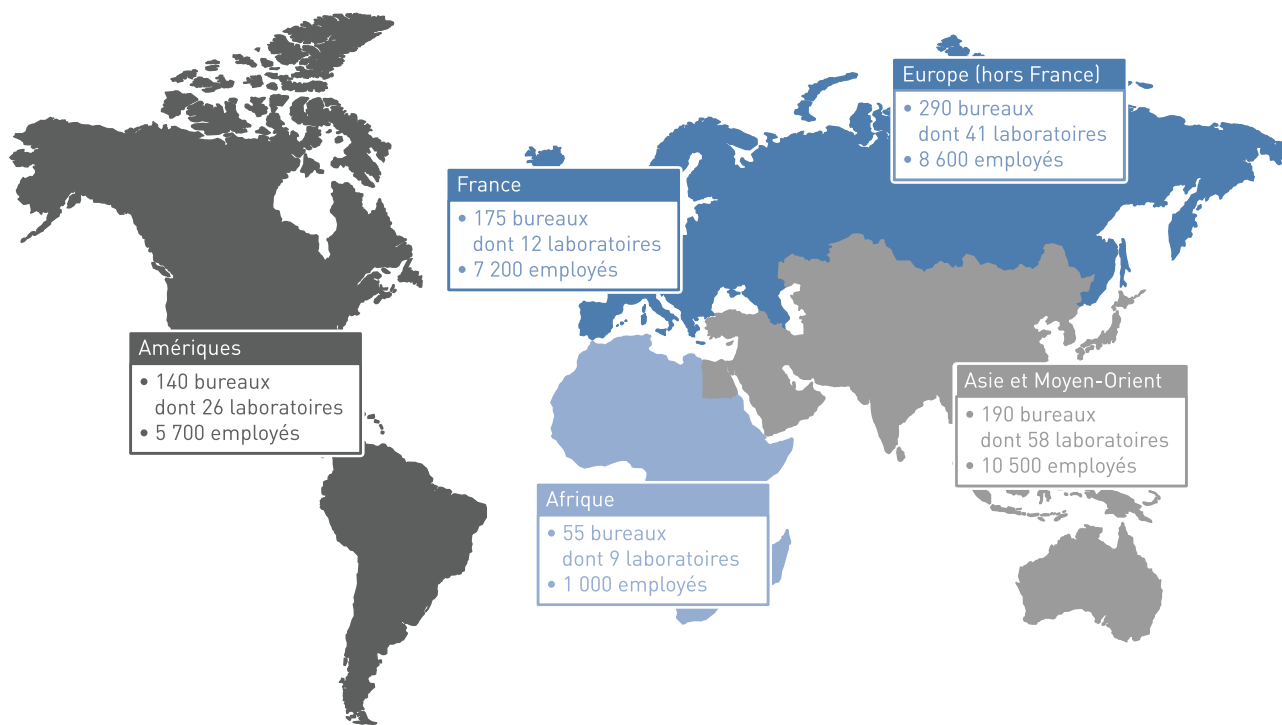 Europe (hors France)
• 290 bureaux
dont 41 laboratoires
• 8 600 employés
France
• 175 bureaux
dont 12 laboratoires
• 7 200 employés
Amériques
• 140 bureaux
dont 26 laboratoires
• 5 700 employés
Asie et Moyen-Orient
• 190 bureaux
dont 58 laboratoires
• 10 500 employés
Afrique
• 55 bureaux
dont 9 laboratoires
• 1 000 employés